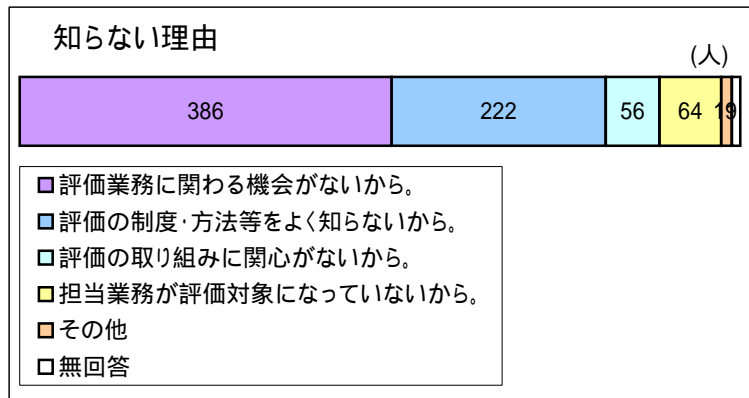 知らない理由
(人)
386 222 56 64
評価業務に関わる機会がないから。
評価の制度・方法等をよく知らないから。
評価の取り組みに関心がないから。
担当業務が評価対象になっていないから。
その他
無回答